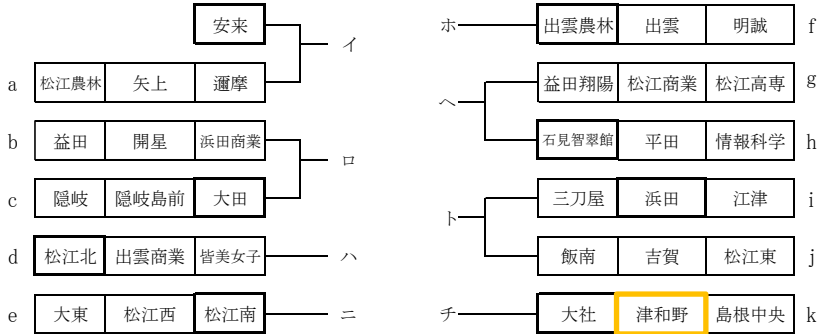 安来
イ
a 松江農林 矢上 邇摩
b 益田 開星 浜田商業
ロ
c 隠岐 隠岐島前 大田
d 松江北 出雲商業 皆美女子 ハ
e 大東 松江西 松江南 ニ
ホ 出雲農林 出雲 明誠 f
益田翔陽 松江商業 松江高専 g
ヘ
石見智翠館 平田 情報科学 h
三刀屋 浜田 江津 i
ト
飯南 吉賀 松江東 j
チ 大社 津和野 島根中央 k